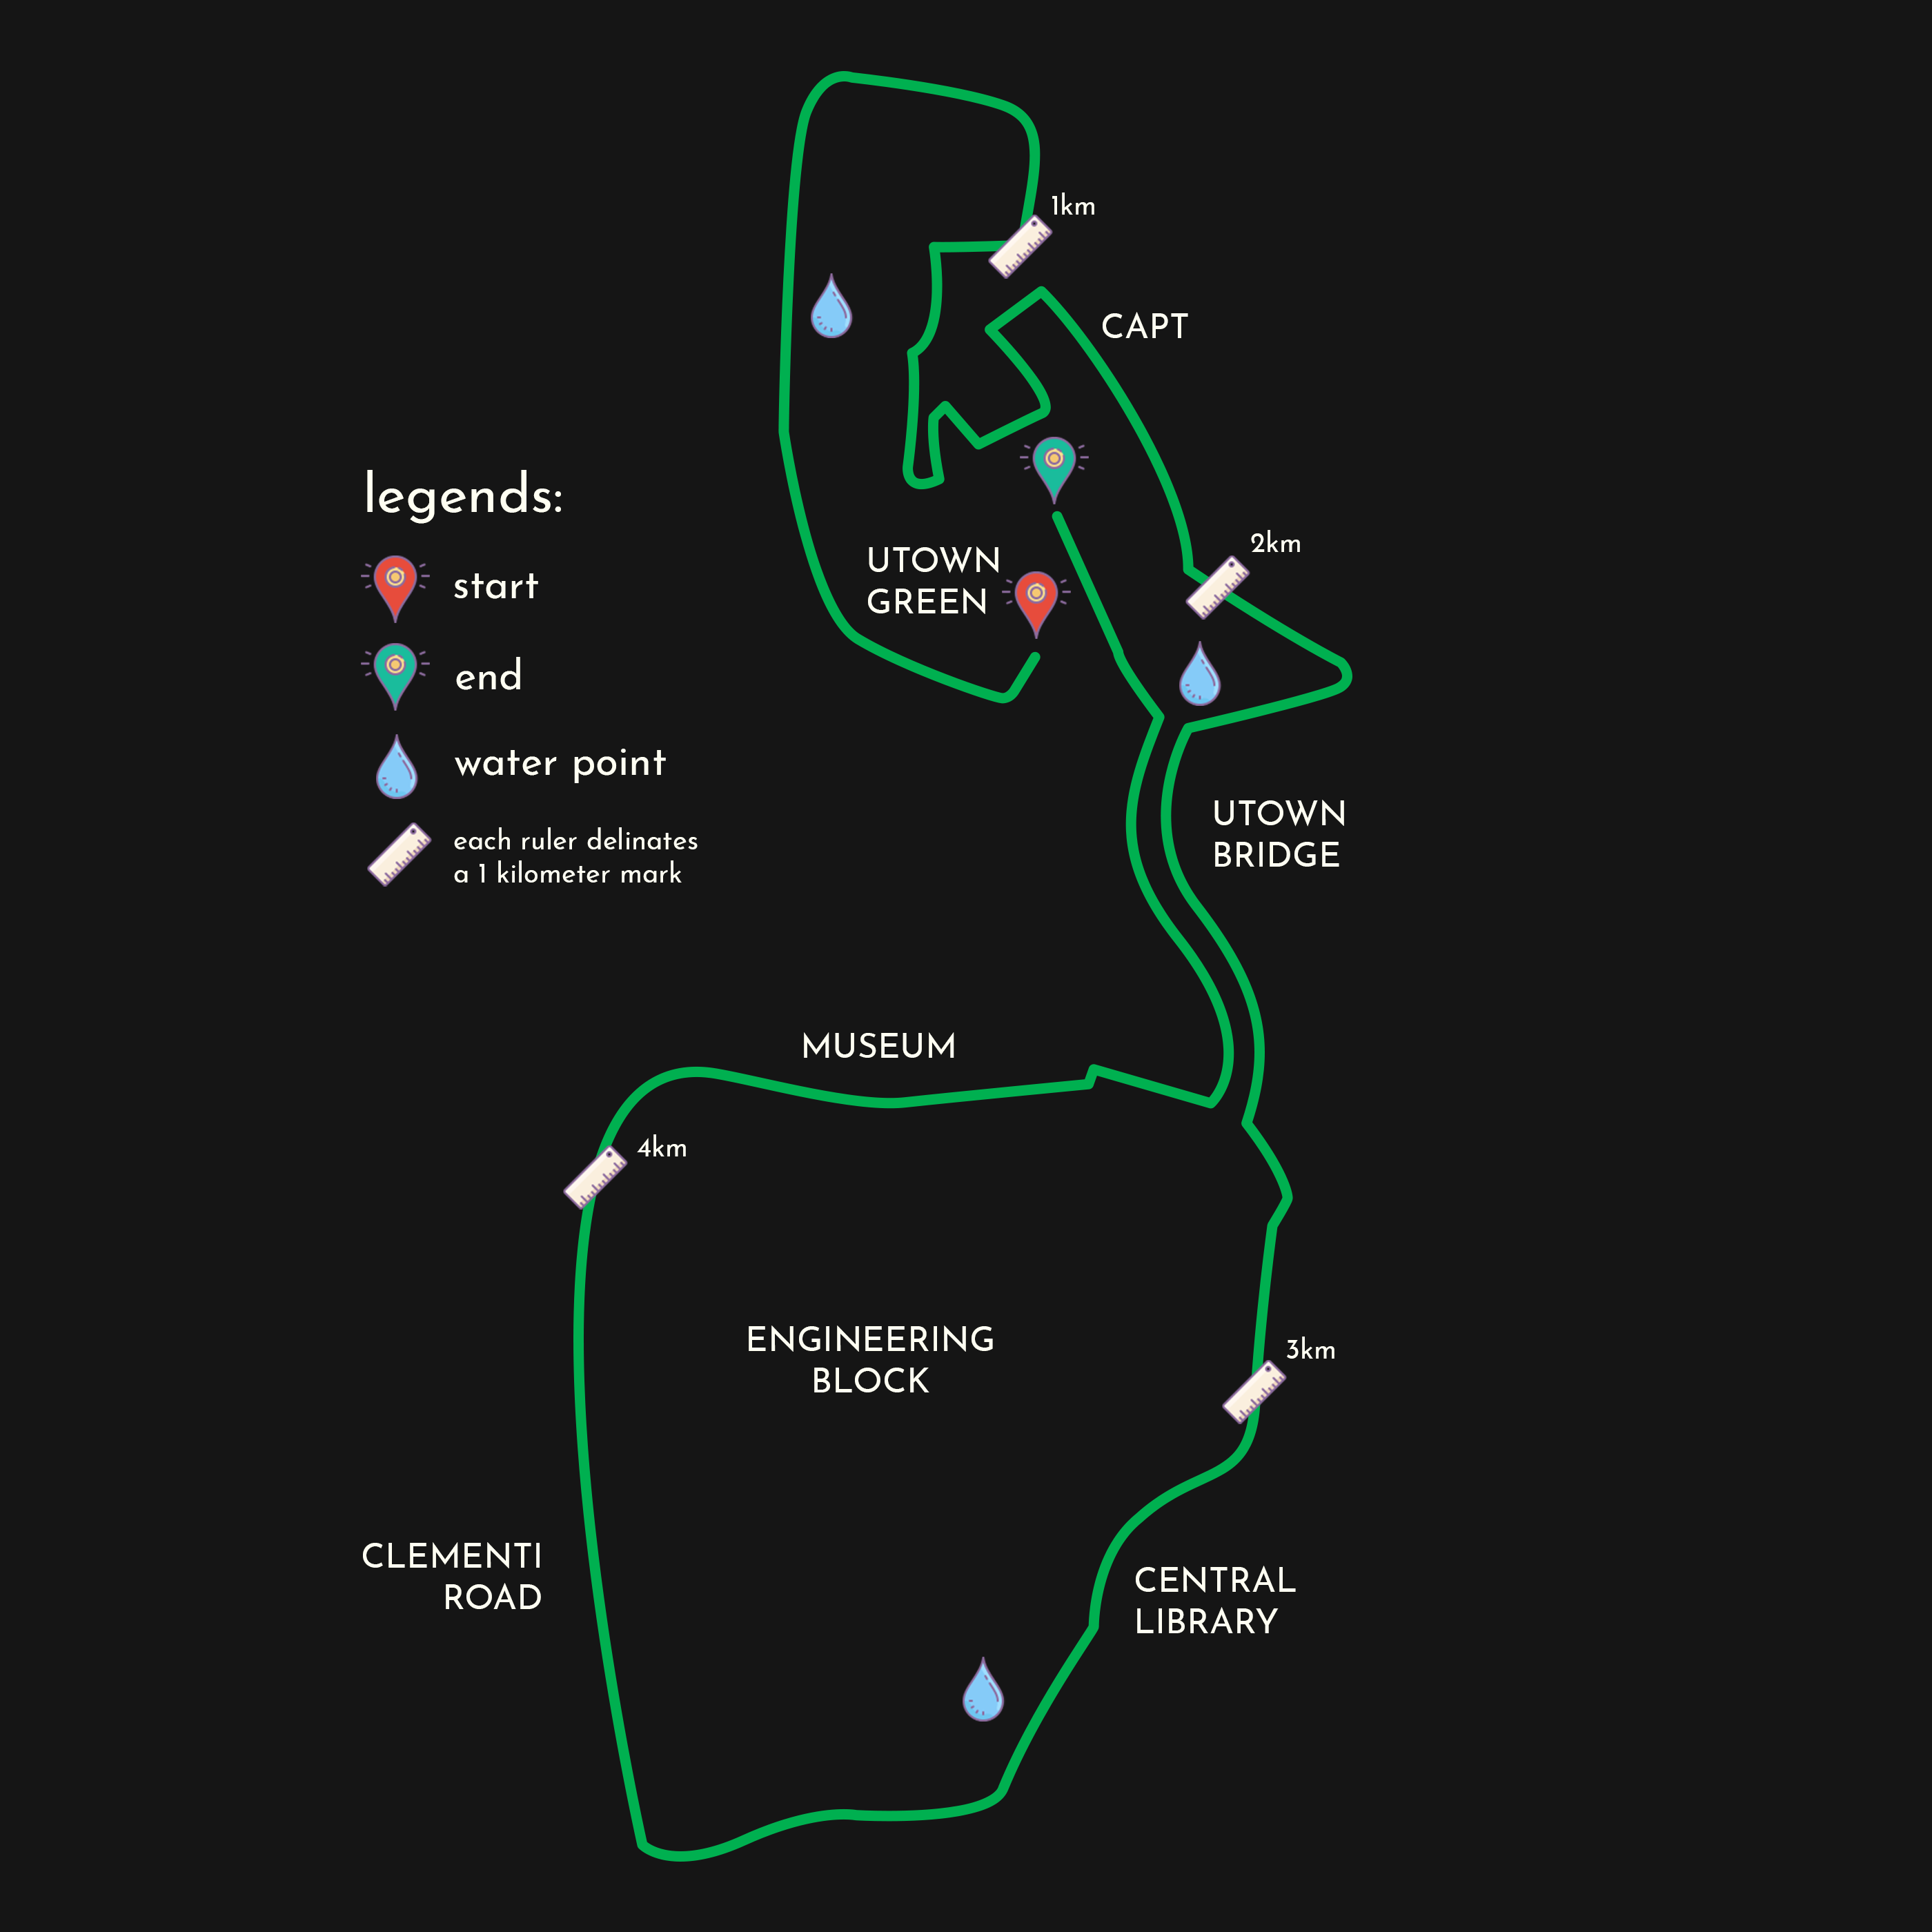 1km
CAPT
legends:
start
end
water point
each ruler delinates
a 1 kilometer mark
2km
UTOWN
GREEN
UTOWN
BRIDGE
MUSEUM
4km
ENGINEERING
BLOCK
3km
CLEMENTI
ROAD
CENTRAL
LIBRARY